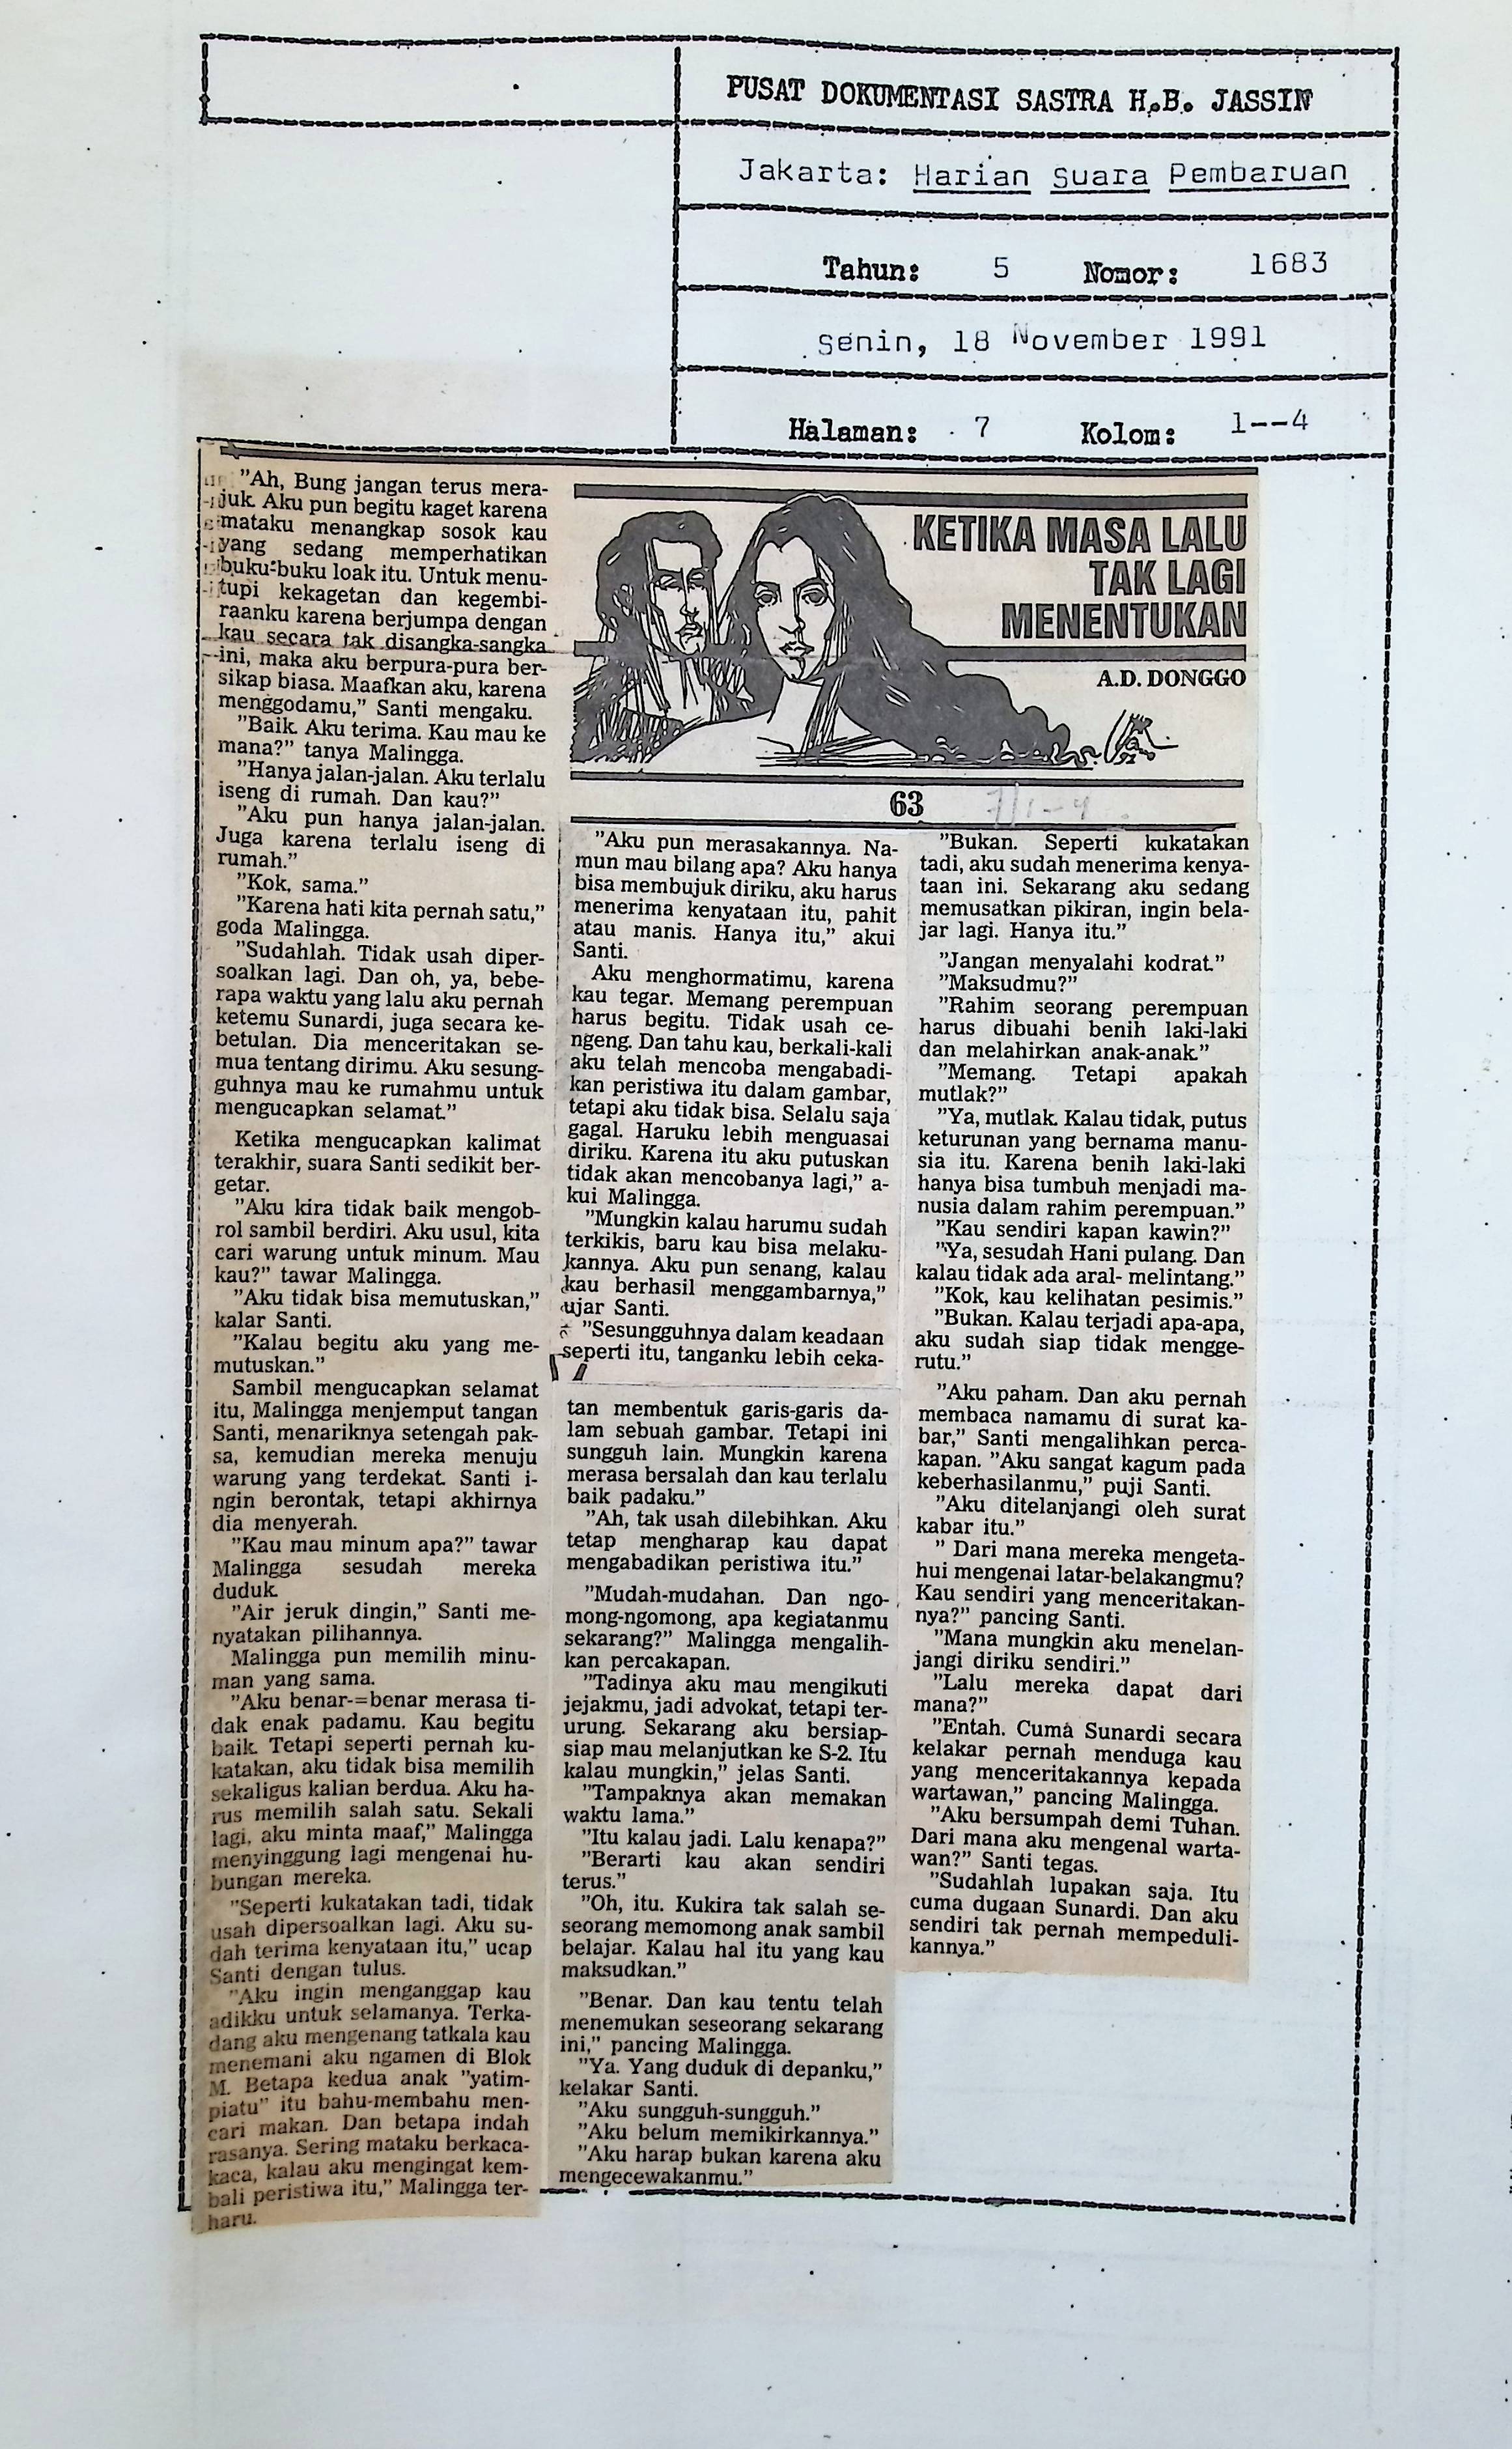 PUSAT DOKUMENTASI SASTRA H.B. JASSIN
Jakarta: Harian Suara Pembaruan
Tahun: 5 Nomor: 1683
Senin, 18 November 1991
Halaman: 7 Kolom: 1--4
"Ah, Bung jangan terus mera-
juk. Aku pun begitu kaget karena
mataku menangkap sosok kau
yang sedang memperhatikan
buku-buku loak itu. Untuk menu-
tupi kekagetan dan kegembi-
raanku karena berjumpa dengan
kau secara tak disangka-sangka
ini, maka aku berpura-pura ber-
sikap biasa. Maafkan aku, karena
menggodamu," Santi mengaku.
"Baik. Aku terima. Kau mau ke
mana?" tanya Malingga.
"Hanya jalan-jalan. Aku terlalu
iseng di rumah. Dan kau?"
"Aku pun hanya jalan-jalan.
Juga karena terlalu iseng di
rumah."
"Kok, sama."
"Karena hati kita pernah satu,"
goda Malingga.
"Sudahlah. Tidak usah diper-
soalkan lagi. Dan oh, ya, bebe-
rapa waktu yang lalu aku pernah
ketemu Sunardi, juga secara ke-
betulan. Dia menceritakan se-
mua tentang dirimu. Aku sesung-
guhnya mau ke rumahmu untuk
mengucapkan selamat."
Ketika mengucapkan kalimat
terakhir, suara Santi sedikit ber-
getar.
"Aku kira tidak baik mengob-
rol sambil berdiri. Aku usul, kita
cari warung untuk minum. Mau
kau?" tawar Malingga.
"Aku tidak bisa memutuskan,"
kalar Santi.
"Kalau begitu aku yang me-
mutuskan."
Sambil mengucapkan selamat
itu, Malingga menjemput tangan
Santi, menariknya setengah pak-
sa, kemudian mereka menuju
warung yang terdekat. Santi i-
ngin berontak, tetapi akhirnya
dia menyerah.
"Kau mau minum apa?" tawar
Malingga sesudah mereka
duduk.
"Air jeruk dingin," Santi me-
nyatakan pilihannya.
Malingga pun memilih minu-
man yang sama.
"Aku benar-=benar merasa ti-
dak enak padamu. Kau begitu
baik. Tetapi seperti pernah ku-
katakan, aku tidak bisa memilih
sekaligus kalian berdua. Aku ha-
rus memilih salah satu. Sekali
lagi, aku minta maaf," Malingga
menyinggung lagi mengenai hu-
bungan mereka.
"Seperti kukatakan tadi, tidak
usah dipersoalkan lagi. Aku su-
dah terima kenyataan itu," ucap
Santi dengan tulus.
"Aku ingin menganggap kau
adikku untuk selamanya. Terka-
dang aku mengenang tatkala kau
menemani aku ngamen di Blok
M. Betapa kedua anak "yatim-
piatu" itu bahu-membahu men-
cari makan. Dan betapa indah
rasanya. Sering mataku berkaca-
kaca, kalau aku mengingat kem-
bali peristiwa itu," Malingga ter-
haru.
KETIKA MASA LALU
TAK LAGI
MENENTUKAN
A.D. DONGGO
63 7/1-4
"Aku pun merasakannya. Na-
mun mau bilang apa? Aku hanya
bisa membujuk diriku, aku harus
menerima kenyataan itu, pahit
atau manis. Hanya itu," akui
Santi.
Aku menghormatimu, karena
kau tegar. Memang perempuan
harus begitu. Tidak usah ce-
ngeng. Dan tahu kau, berkali-kali
aku telah mencoba mengabadi-
kan peristiwa itu dalam gambar,
tetapi aku tidak bisa. Selalu saja
gagal. Haruku lebih menguasai
diriku. Karena itu aku putuskan
tidak akan mencobanya lagi," a-
kui Malingga.
"Mungkin kalau harumu sudah
terkikis, baru kau bisa melaku-
kannya. Aku pun senang, kalau
kau berhasil menggambarnya,"
ujar Santi.
"Sesungguhnya dalam keadaan
seperti itu, tanganku lebih ceka-
tan membentuk garis-garis da-
lam sebuah gambar. Tetapi ini
sungguh lain. Mungkin karena
merasa bersalah dan kau terlalu
baik padaku."
"Ah, tak usah dilebihkan. Aku
tetap mengharap kau dapat
mengabadikan peristiwa itu."
"Mudah-mudahan. Dan ngo-
mong-ngomong, apa kegiatanmu
sekarang?" Malingga mengalih-
kan percakapan.
"Tadinya aku mau mengikuti
jejakmu, jadi advokat, tetapi ter-
urung. Sekarang aku bersiap-
siap mau melanjutkan ke S-2. Itu
kalau mungkin," jelas Santi.
"Tampaknya akan memakan
waktu lama."
"Itu kalau jadi. Lalu kenapa?"
"Berarti kau akan sendiri
terus."
"Oh, itu. Kukira tak salah se-
seorang memomong anak sambil
belajar. Kalau hal itu yang kau
maksudkan."
"Benar. Dan kau tentu telah
menemukan seseorang sekarang
ini," pancing Malingga.
"Ya. Yang duduk di depanku,"
kelakar Santi.
"Aku sungguh-sungguh."
"Aku belum memikirkannya."
"Aku harap bukan karena aku
mengecewakanmu."
"Bukan. Seperti kukatakan
tadi, aku sudah menerima kenya-
taan ini. Sekarang aku sedang
memusatkan pikiran, ingin bela-
jar lagi. Hanya itu."
"Jangan menyalahi kodrat."
"Maksudmu?"
"Rahim seorang perempuan
harus dibuahi benih laki-laki
dan melahirkan anak-anak."
"Memang. Tetapi apakah
mutlak?"
"Ya, mutlak. Kalau tidak, putus
keturunan yang bernama manu-
sia itu. Karena benih laki-laki
hanya bisa tumbuh menjadi ma-
nusia dalam rahim perempuan."
"Kau sendiri kapan kawin?"
"Ya, sesudah Hani pulang. Dan
kalau tidak ada aral- melintang."
"Kok, kau kelihatan pesimis."
"Bukan. Kalau terjadi apa-apa,
aku sudah siap tidak mengge-
rutu."
"Aku paham. Dan aku pernah
membaca namamu di surat ka-
bar," Santi mengalihkan perca-
kapan. "Aku sangat kagum pada
keberhasilanmu," puji Santi.
"Aku ditelanjangi oleh surat
kabar itu."
" Dari mana mereka mengeta-
hui mengenai latar-belakangmu?
Kau sendiri yang menceritakan-
nya?" pancing Santi.
"Mana mungkin aku menelan-
jangi diriku sendiri."
"Lalu mereka dapat dari
mana?"
"Entah. Cuma Sunardi secara
kelakar pernah menduga kau
yang menceritakannya kepada
wartawan," pancing Malingga.
"Aku bersumpah demi Tuhan.
Dari mana aku mengenal warta-
wan?" Santi tegas.
"Sudahlah lupakan saja. Itu
cuma dugaan Sunardi. Dan aku
sendiri tak pernah mempeduli-
kannya."